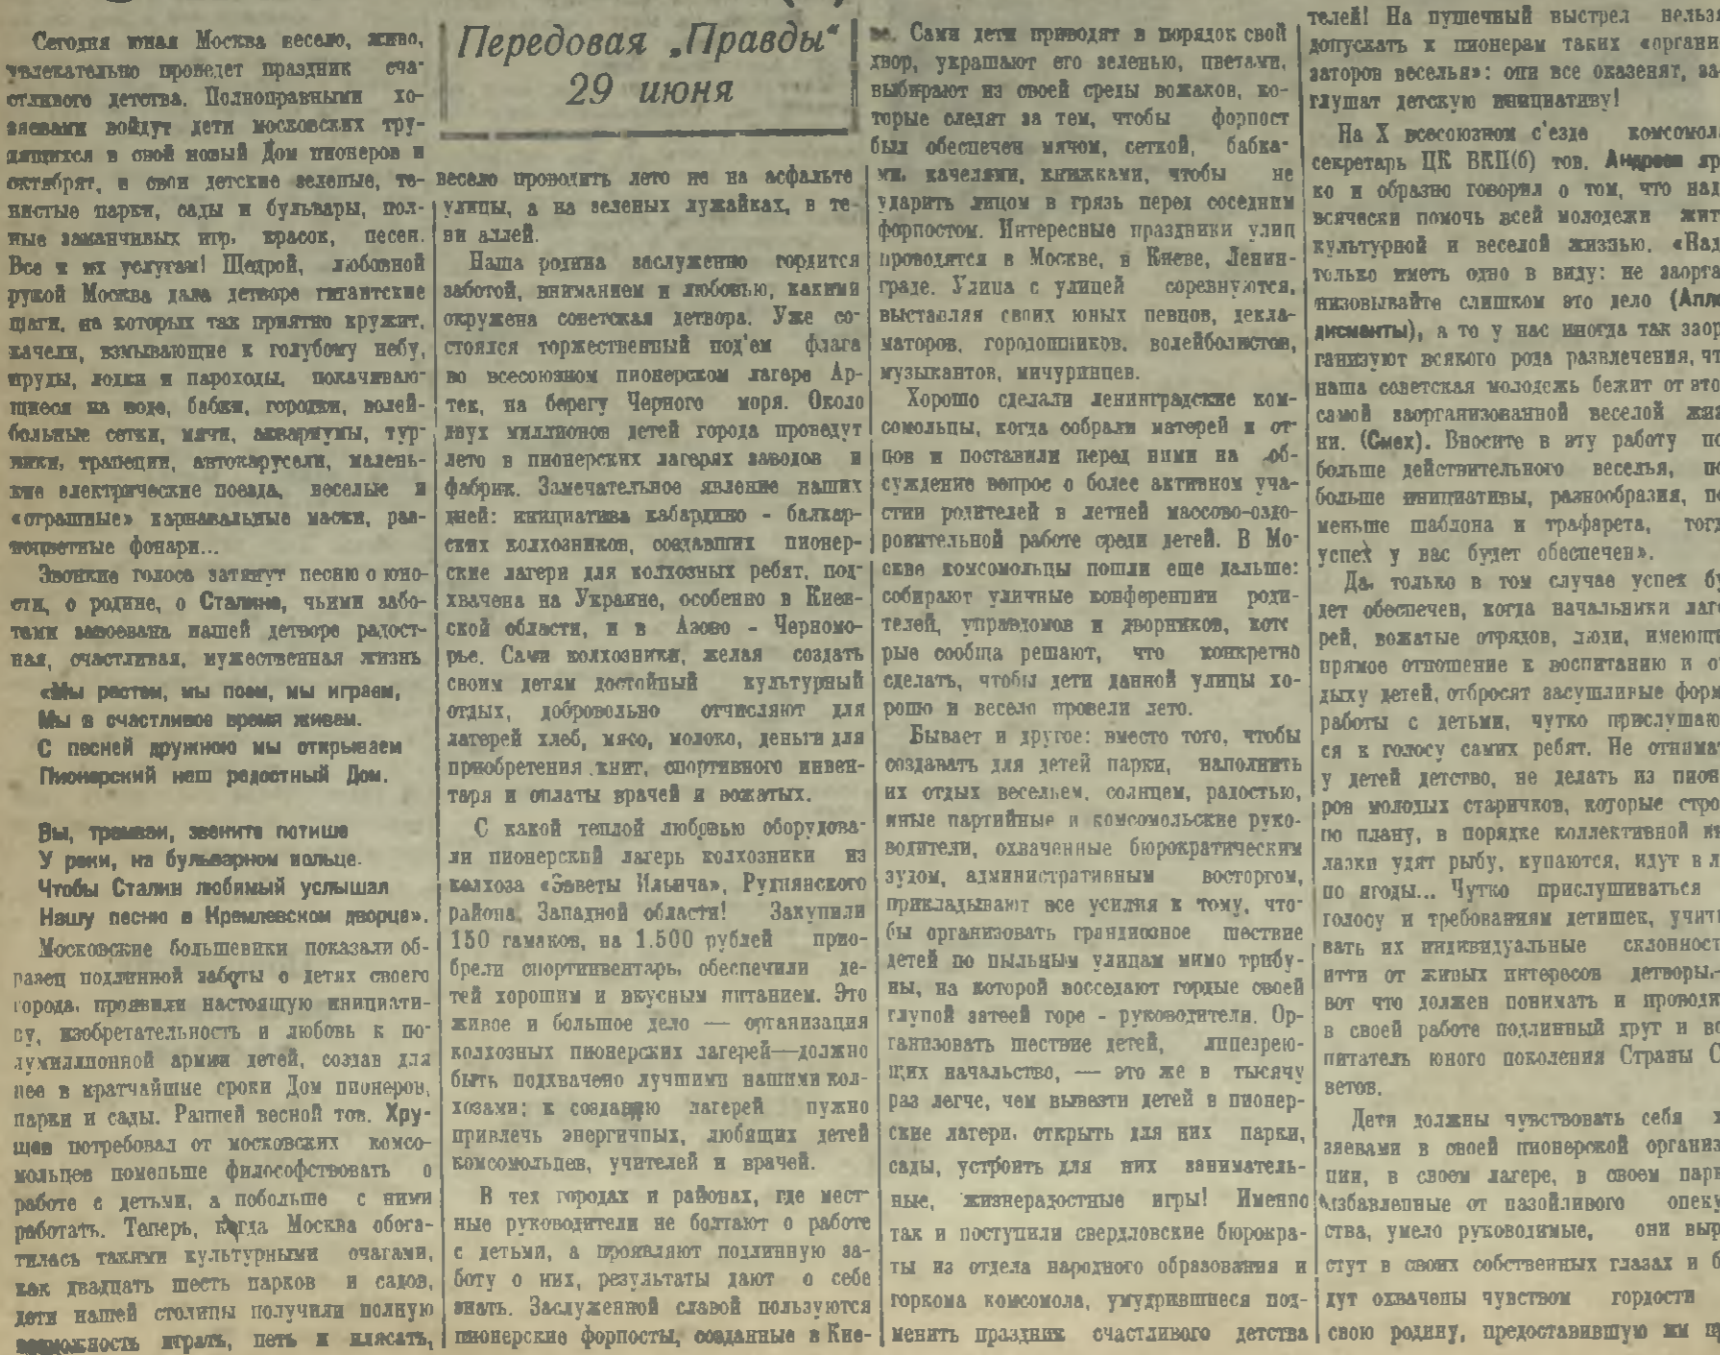 Сегодня юная Москва весело, живо,
увлекательно проведет праздник сча-
стливого детства. Полноправными хо-
зяевами войдут дети московских тру-
дящихся в свой новый Дом пионеров и
октябрят, в свои детские зеленые, те-
нистые парки, сады и бульвары, пол-
ные заманчивых игр, красок, песен.
Все к их услугам! Щедрой, любовной
рукой Москва дала детворе гигантские
шаги, на которых так приятно кружит,
качели, взмывающие к голубому небу,
пруды, лодки и пароходы, покачиваю-
щиеся на воде, бабки, городки, волей-
больные сетки, мячи, аквариумы, тур-
ники, трапеции, автокарусели, малень-
кие электрические поезда, веселые и
«страшные» карнавальные маски, раз-
ноцветные фонари...
Звонкие голоса затянут песню о юно-
сти, о родине, о Сталине, чьими забо-
тами завоевана нашей детворе радост-
ная, счастливая, мужественная жизнь
«Мы растем, мы поем, мы играем,
Мы в счастливое время живем.
С песней дружною мы открываем
Пионерский наш радостный Дом.
Вы, трамваи, звените потише
У реки, на бульварном кольце.
Чтобы Сталин любимый услышал
Нашу песню в Кремлевском дворце».
Московские большевики показали об-
разец подлинной заботы о детях своего
города, проявили настоящую инициати-
ву, изобретательность и любовь к по-
лумиллионной армии детей, создав для
нее в кратчайшие сроки Дом пионеров,
парки и сады. Ранней весной тов. Хру-
щев потребовал от московских комсо-
мольцев поменьше философствовать о
работе с детьми, а побольше с ними
работать. Теперь, когда Москва обога-
тилась такими культурными очагами,
как двадцать шесть парков и садов,
дети нашей столицы получили полную
возможность играть, петь и плясать,
Передовая „Правды“
29 июня
весело проводить лето не на асфальте
улицы, а на зеленых лужайках, в те-
ни аллей.
Наша родина заслуженно гордится
заботой, вниманием и любовью, какими
окружена советская детвора. Уже со-
стоялся торжественный под'ем флага
во всесоюзном пионерском лагере Ар-
тек, на берегу Черного моря. Около
двух миллионов детей города проведут
лето в пионерских лагерях заводов и
фабрик. Замечательное явление наших
дней: инициатива кабардино - балкар-
ских колхозников, создавших пионер-
ские лагери для колхозных ребят, под-
хвачена на Украине, особенно в Киев-
ской области, и в Азово - Черномо-
рье. Сами колхозники, желая создать
своим детям достойный культурный
отдых, добровольно отчисляют для
лагерей хлеб, мясо, молоко, деньги для
приобретения книг, спортивного инвен-
таря и оплаты врачей и вожатых.
С какой теплой любовью оборудова-
ли пионерский лагерь колхозники из
колхоза «Заветы Ильича», Руднянского
района, Западной области! Закупили
150 гамаков, на 1.500 рублей прио-
брели спортинвентарь, обеспечили де-
тей хорошим и вкусным питанием. Это
живое и большое дело — организация
колхозных пионерских лагерей—должно
быть подхвачено лучшими нашими кол-
хозами; к созданию лагерей нужно
привлечь энергичных, любящих детей
комсомольцев, учителей и врачей.
В тех городах и районах, где мест-
ные руководители не болтают о работе
с детьми, а проявляют подлинную за-
боту о них, результаты дают о себе
знать. Заслуженной славой пользуются
пионерские форпосты, созданные в Кие-
ве. Сами дети приводят в порядок свой
двор, украшают его зеленью, цветами,
выбирают из своей среды вожаков, ко-
торые следят за тем, чтобы форпост
был обеспечен мячом, сеткой, бабка-
ми, качелями, книжками, чтобы не
ударить лицом в грязь перед соседним
форпостом. Интересные праздники улиц
проводятся в Москве, в Киеве, Ленин-
граде. Улица с улицей соревнуются,
выставляя своих юных певцов, декла-
маторов, городошников, волейболистов,
музыкантов, мичуринцев.
Хорошо сделали ленинградские ком-
сомольцы, когда собрали матерей и от-
цов и поставили перед ними на об-
суждение вопрос о более активном уча-
стии родителей в летней массово-оздо-
ровительной работе среди детей. В Мо-
скве комсомольцы пошли еще дальше:
собирают уличные конференции роди-
телей, управдомов и дворников, кото
рые сообща решают, что конкретно
сделать, чтобы дети данной улицы хо-
рошо и весело провели лето.
Бывает и другое: вместо того, чтобы
создавать для детей парки, наполнить
их отдых весельем, солнцем, радостью,
иные партийные и комсомольские руко-
водители, охваченные бюрократическим
зудом, административным восторгом,
прикладывают все усилия к тому, что-
бы организовать грандиозное шествие
детей по пыльным улицам мимо трибу-
ны, на которой восседают гордые своей
глупой затеей горе - руководители. Ор-
ганизовать шествие детей, лицезрею-
щих начальство, — это же в тысячу
раз легче, чем вывезти детей в пионер-
ские лагери, открыть для них парки,
сады, устроить для них заниматель-
ные, жизнерадостные игры! Именно
так и поступили свердловские бюрокра-
ты из отдела народного образования и
горкома комсомола, умудрившиеся под-
менить праздник счастливого детства
телей! На пушечный выстрел нельзя
допускать к пионерам таких «органи
заторов веселья»: они все оказенят, за-
глушат детскую инициативу!
На X всесоюзном с'езде комсомола
секретарь ЦК ВКП(б) тов. Андреев яр
ко и образно говорил о том, что над
всячески помочь всей молодежи жит
культурной и веселой жизнью. «Над
только иметь одно в виду: не заорга-
низовывайте слишком это дело (Апло
дисменты), а то у нас иногда так заор
ганизуют всякого рода развлечения, чт
наша советская молодежь бежит от это
самой заорганизованной веселой жиз
ни. (Смех). Вносите в эту работу по
больше действительного веселья, по
больше инициативы, разнообразия, по
меньше шаблона и трафарета, тогд
успех у вас будет обеспечен».
Да, только в том случае успех бу
дет обеспечен, когда начальники лаге
рей, вожатые отрядов, люди, имеющи
прямое отношение к воспитанию и от
дыху детей, отбросят засушливые форм
работы с детьми, чутко прислушаю
ся к голосу самих ребят. Не отнимат
у детей детство, не делать из пион
ров молодых старичков, которые стро
по плану, в порядке коллективной
лазки удят рыбу, купаются, идут в л
по ягоды... Чутко прислушиваться
голосу и требованиям детишек, учиты
вать их индивидуальные склонност
итти от живых интересов детворы,—
вот что должен понимать и проводи
в своей работе подлинный друг и во
питатель юного поколения Страны С
ветов.
Дети должны чувствовать себя х
зяевами в своей пионерской организ
ции, в своем лагере, в своем парк
Избавленные от назойливого опеку
ства, умело руководимые, они выр
стут в своих собственных глазах и б
дут охвачены чувством гордости
свою родину, предоставившую им пр